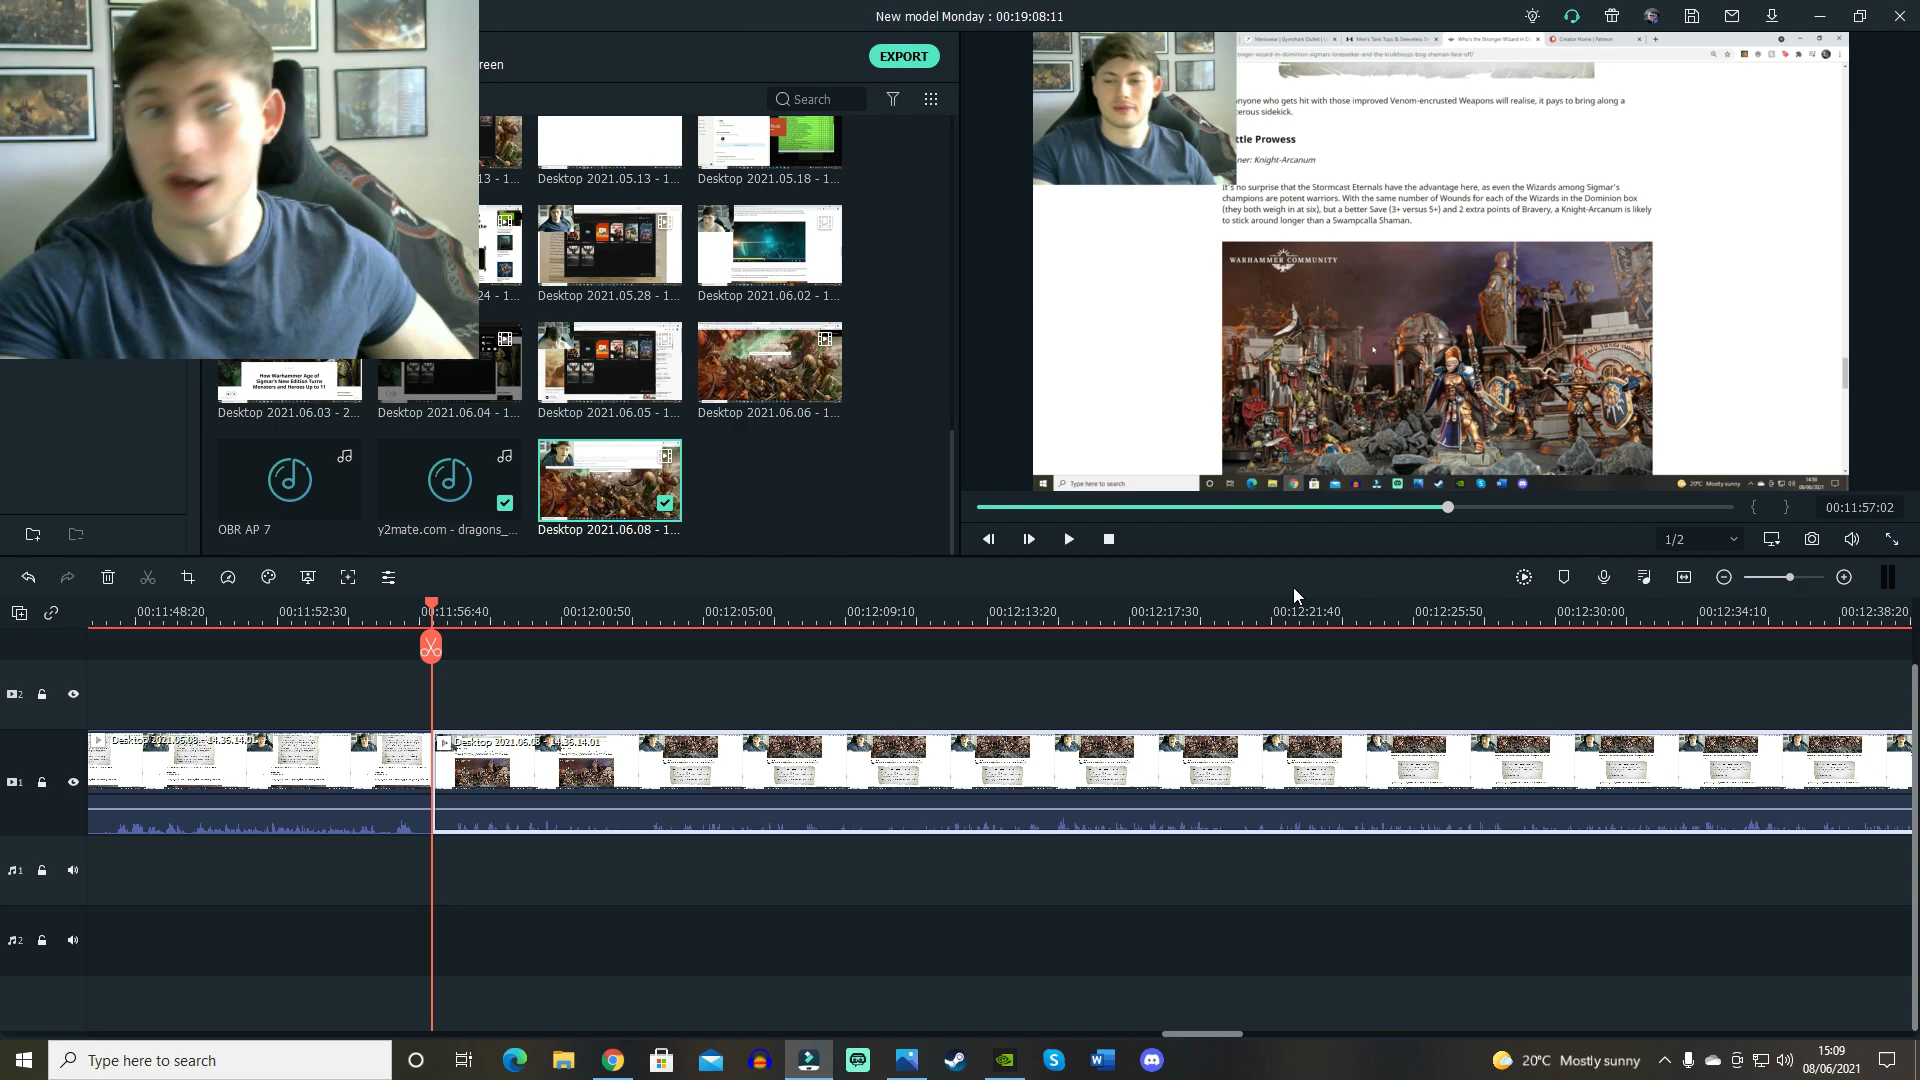 New model Monday : 00:19:08:11
reen
EXPORT
Search
13 - 1...
Desktop 2021.05.13 - 1...
Desktop 2021.05.18 - 1...
24 - 1...
Desktop 2021.05.28 - 1...
Desktop 2021.06.02 - 1...
How Warhammer Age of
Sigmar's New Edition Turns
Monsters and Heroes Up to 11
Desktop 2021.06.03 - 2...
Desktop 2021.06.04 - 1...
Desktop 2021.06.05 - 1...
Desktop 2021.06.06 - 1...
OBR AP 7
y2mate.com - dragons_...
Desktop 2021.06.08 - 1...
Menswear | Gymshark Outlet | U
Men's Tank Tops & Sleeveless S
Who's the Stronger Wizard in D
Creator Home | Patreon
onger-wizard-in-dominion-sigmars-loreseeker-and-the-kruleboyz-bog-shaman-face-off/
nyone who gets hit with those improved Venom-encrusted Weapons will realise, it pays to bring along a
erous sidekick.
ttle Prowess
ner: Knight-Arcanum
It's no surprise that the Stormcast Eternals have the advantage here, as even the Wizards among Sigmar's
champions are potent warriors. With the same number of Wounds for each of the Wizards in the Dominion box
(they both weigh in at six), but a better Save (3+ versus 5+) and 2 extra points of Bravery, a Knight-Arcanum is likely
to stick around longer than a Swampcalla Shaman.
WARHAMMER COMMUNITY
Type here to search
20°C Mostly sunny
14:50
08/06/2021
00:11:57:02
1/2
00:11:48:20
00:11:52:30
00:11:56:40
00:12:00:50
00:12:05:00
00:12:09:10
00:12:13:20
00:12:17:30
00:12:21:40
00:12:25:50
00:12:30:00
00:12:34:10
00:12:38:20
2
Desktop 2021.06.08 - 14.36.14.01
Desktop 2021.06.08 - 14.36.14.01
1
1
2
Type here to search
20°C Mostly sunny
15:09
08/06/2021